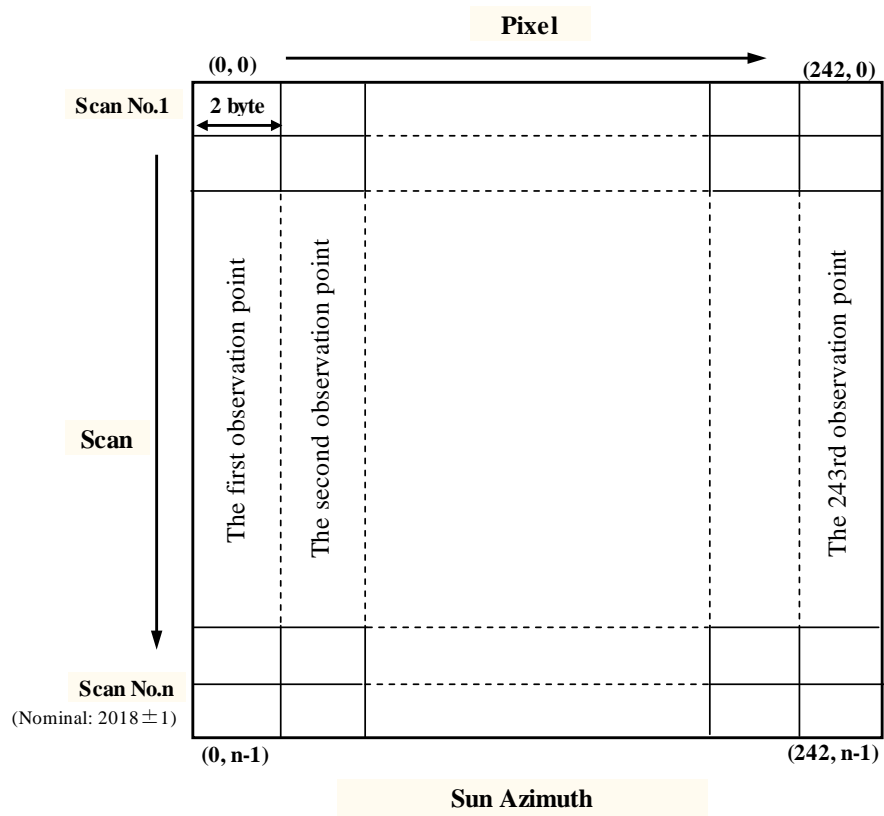 Pixel
(0, 0)
(242, 0)
Scan No.1
2 byte
The first observation point
The second observation point
The 243rd observation point
Scan
Scan No.n
(Nominal: 2018±1)
(0, n-1)
(242, n-1)
Sun Azimuth